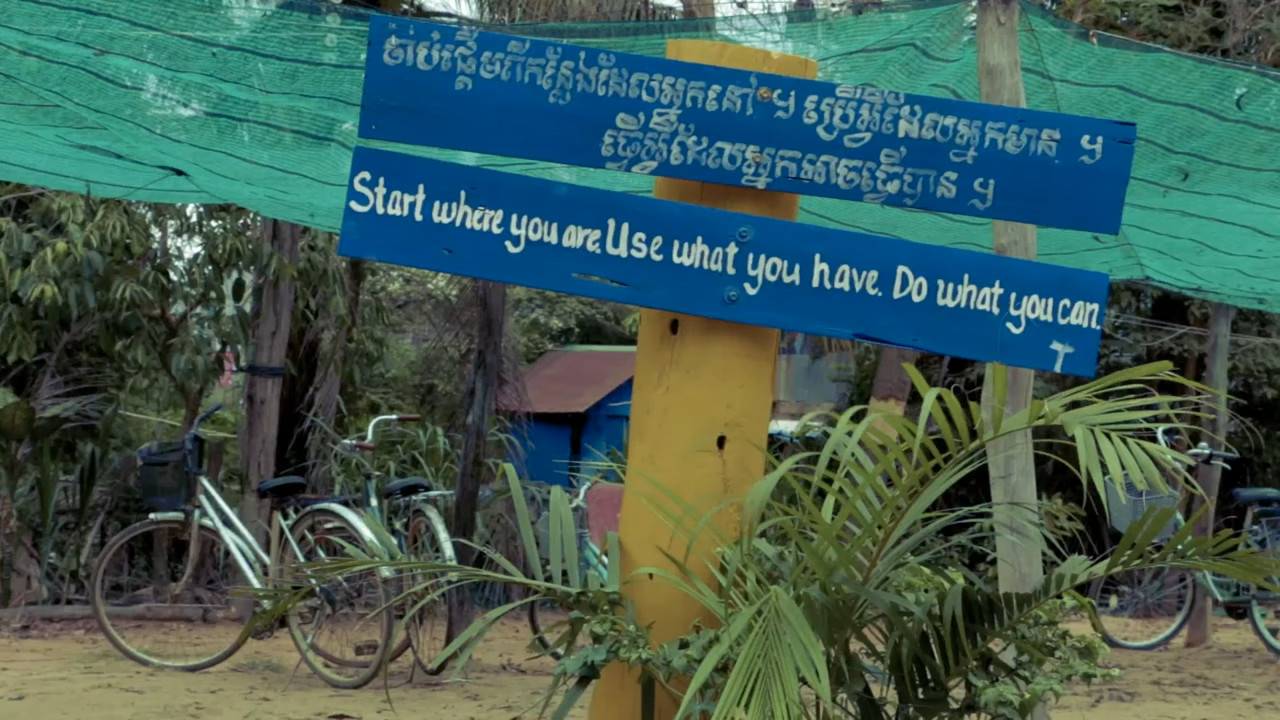 ចាប់ផ្តើមពីកន្លែងដែលអ្នកនៅ ។ ប្រើអ្វីដែលអ្នកមាន ។
ធ្វើអ្វីដែលអ្នកអាចធ្វើបាន ។
Start where you are. Use what you have. Do what you can.
T